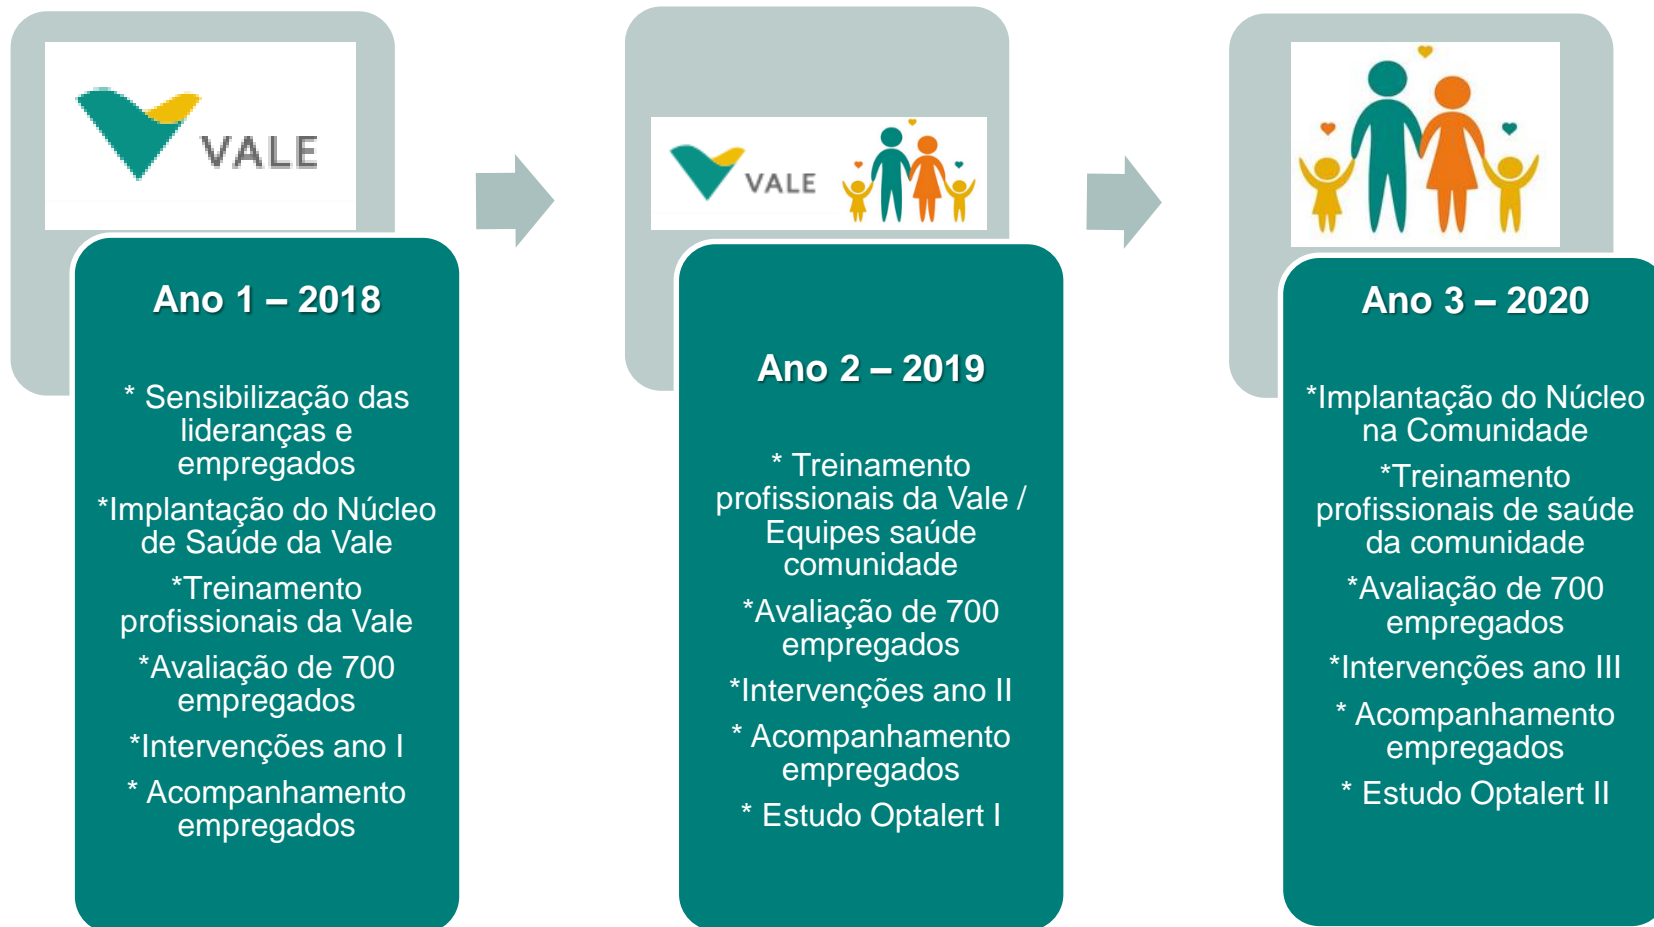 VALE
Ano 1 – 2018
* Sensibilização das
lideranças e
empregados
*Implantação do Núcleo
de Saúde da Vale
*Treinamento
profissionais da Vale
*Avaliação de 700
empregados
*Intervenções ano I
* Acompanhamento
empregados
VALE
Ano 2 – 2019
* Treinamento
profissionais da Vale /
Equipes saúde
comunidade
*Avaliação de 700
empregados
*Intervenções ano II
* Acompanhamento
empregados
* Estudo Optalert I
Ano 3 – 2020
*Implantação do Núcleo
na Comunidade
*Treinamento
profissionais de saúde
da comunidade
*Avaliação de 700
empregados
*Intervenções ano III
* Acompanhamento
empregados
* Estudo Optalert II